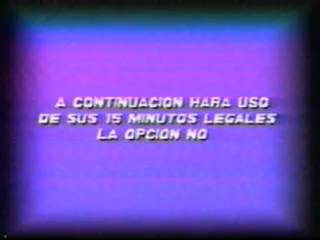 A CONTINUACION HARA USO
DE SUS 15 MINUTOS LEGALES
LA OPCION NO